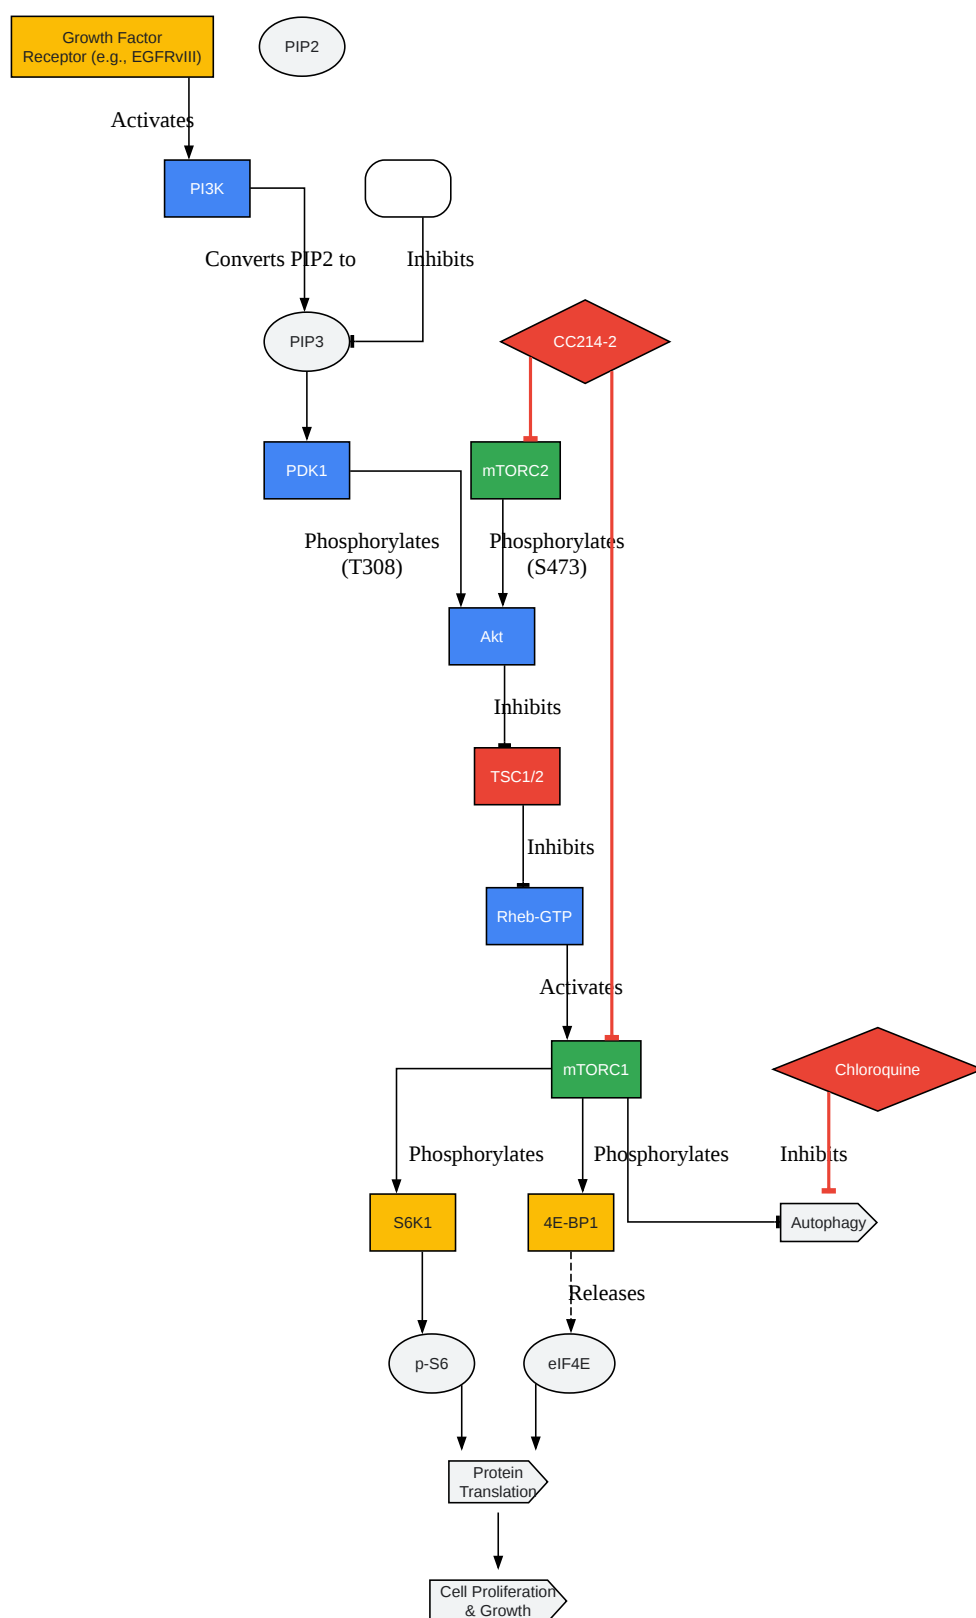 Growth Factor
Receptor (e.g., EGFRvIII)
PIP2
Activates
PI3K
Converts PIP2 to
Inhibits
PIP3
CC214-2
PDK1
mTORC2
Phosphorylates
(T308)
Phosphorylates
(S473)
Akt
Inhibits
TSC1/2
Inhibits
Rheb-GTP
Activates
mTORC1
Chloroquine
Phosphorylates
Phosphorylates
Inhibits
S6K1
4E-BP1
Autophagy
Releases
p-S6
eIF4E
Protein
Translation
Cell Proliferation
& Growth